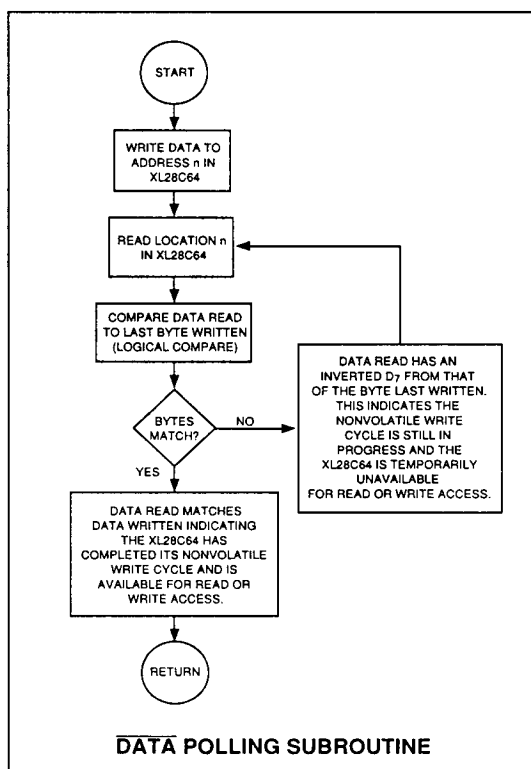 START
WRITE DATA TO
ADDRESS n IN
XL28C64
READ LOCATION n
IN XL28C64
COMPARE DATA READ
TO LAST BYTE WRITTEN
(LOGICAL COMPARE)
BYTES
MATCH?
NO
DATA READ HAS AN
INVERTED D7 FROM THAT
OF THE BYTE LAST WRITTEN.
THIS INDICATES THE
NONVOLATILE WRITE
CYCLE IS STILL IN
PROGRESS AND THE
XL28C64 IS TEMPORARILY
UNAVAILABLE
FOR READ OR WRITE ACCESS.
YES
DATA READ MATCHES
DATA WRITTEN INDICATING
THE XL28C64 HAS
COMPLETED ITS NONVOLATILE
WRITE CYCLE AND IS
AVAILABLE FOR READ OR
WRITE ACCESS.
RETURN
DATA POLLING SUBROUTINE